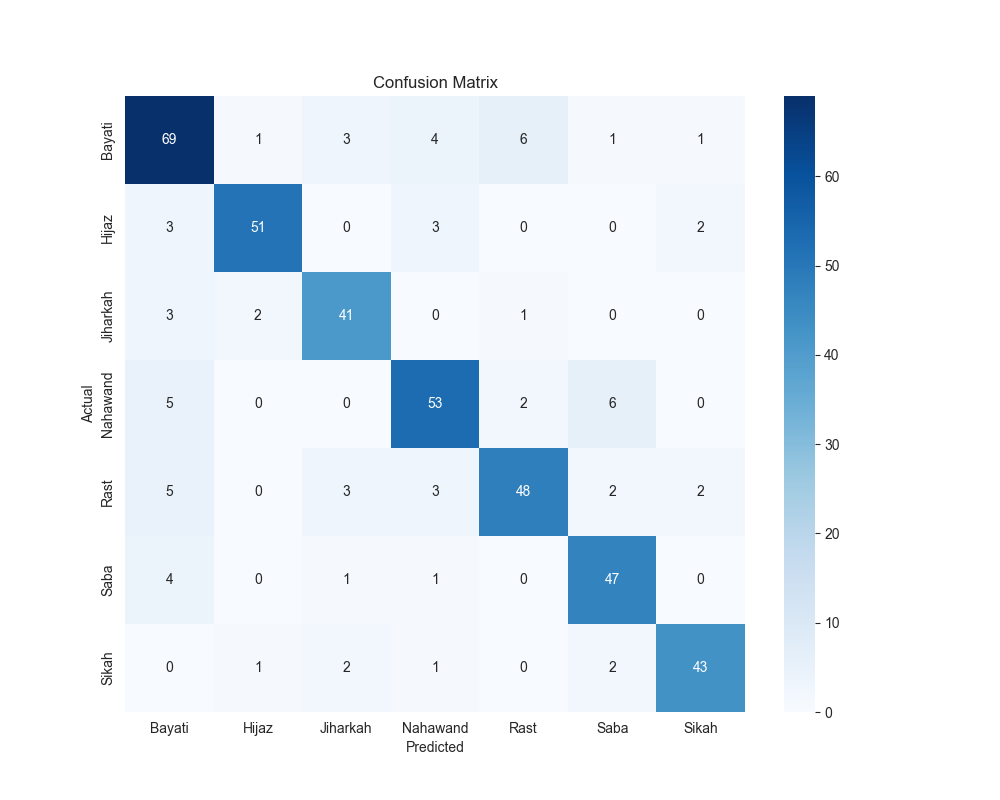 Confusion Matrix
Bayati 69 1 3 4 6 1 1
Hijaz 3 51 0 3 0 0 2
Jiharkah 3 2 41 0 1 0 0
Nahawand 5 0 0 53 2 6 0
Rast 5 0 3 3 48 2 2
Saba 4 0 1 1 0 47 0
Sikah 0 1 2 1 0 2 43
Actual
Bayati Hijaz Jiharkah Nahawand Rast Saba Sikah
Predicted
60
50
40
30
20
10
0